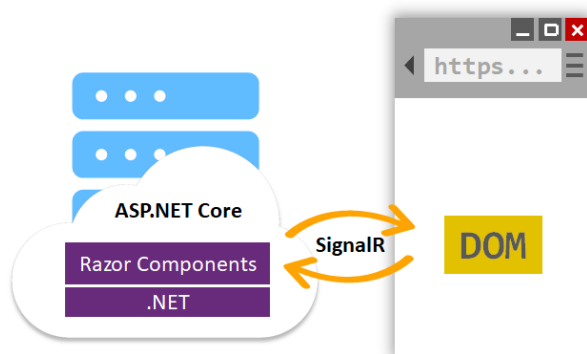 https...
ASP.NET Core
Razor Components
.NET
SignalR
DOM